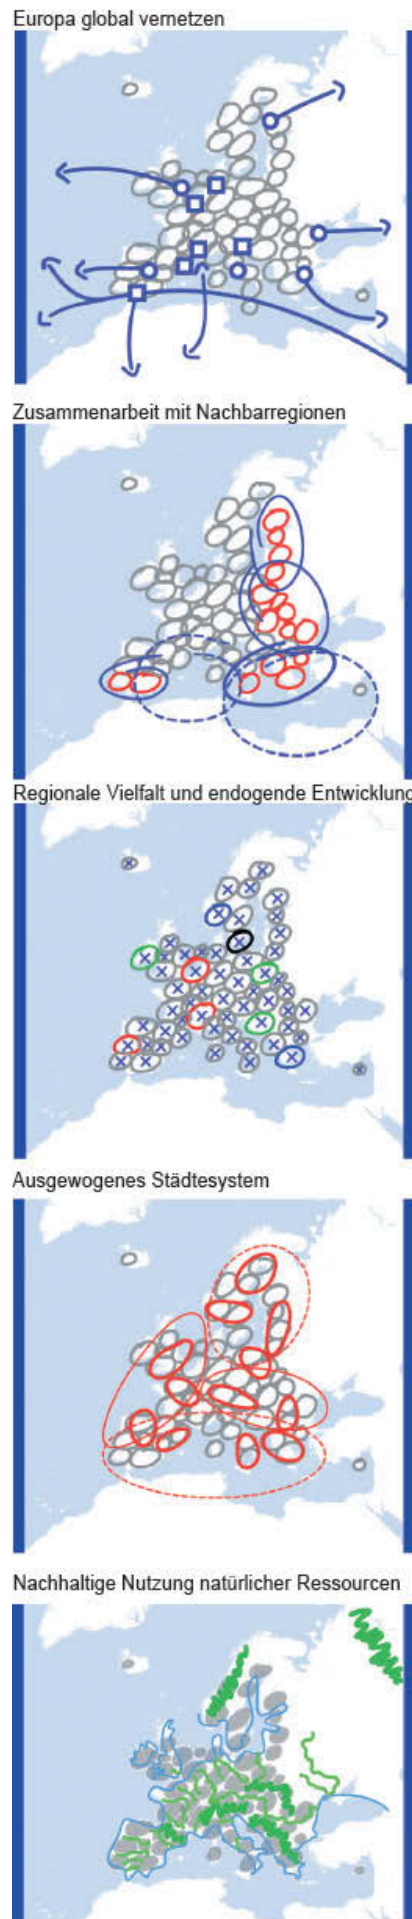 Europa global vernetzen
Zusammenarbeit mit Nachbarregionen
Regionale Vielfalt und endogende Entwicklung
Ausgewogenes Städtesystem
Nachhaltige Nutzung natürlicher Ressourcen